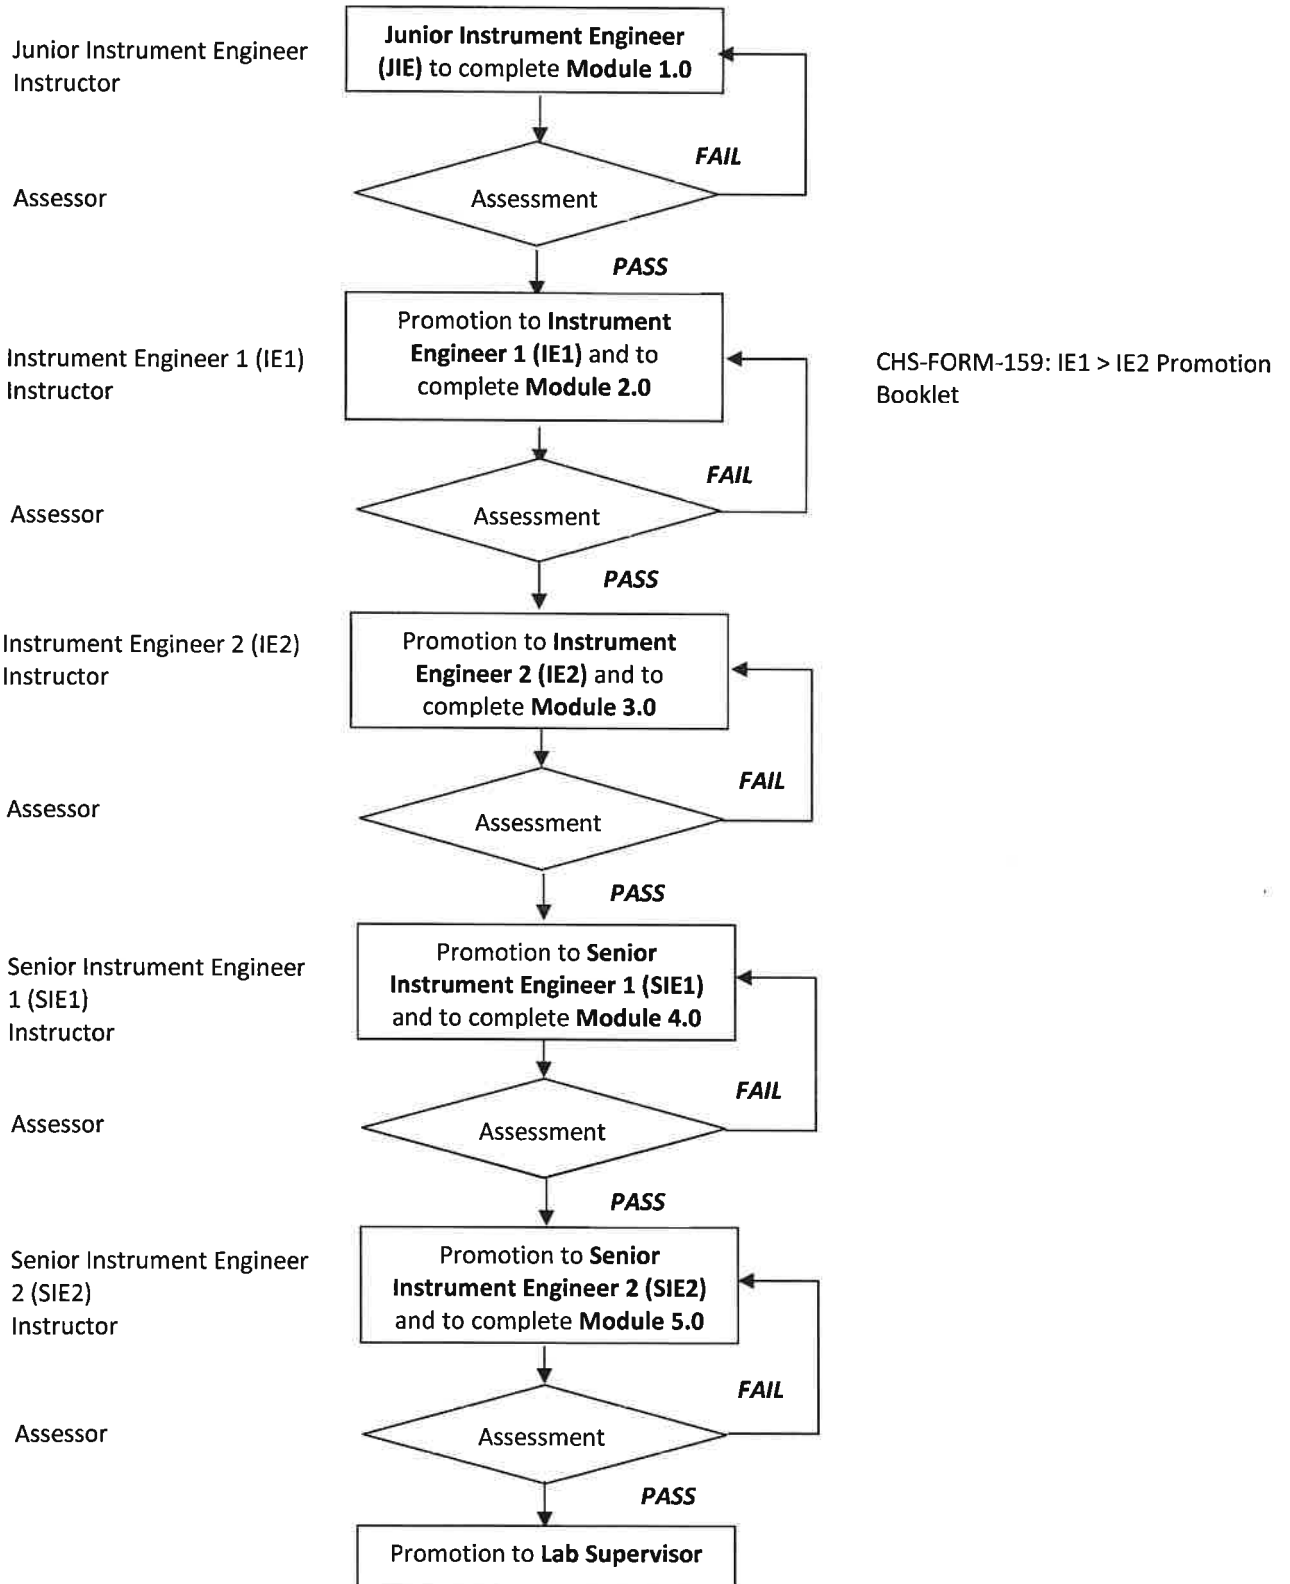 Junior Instrument Engineer
(JIE) to complete Module 1.0
Junior Instrument Engineer
Instructor
FAIL
Assessor
Assessment
PASS
Promotion to Instrument
Engineer 1 (IE1) and to
complete Module 2.0
Instrument Engineer 1 (IE1)
Instructor
CHS-FORM-159: IE1 > IE2 Promotion
Booklet
FAIL
Assessor
Assessment
PASS
Instrument Engineer 2 (IE2)
Instructor
Promotion to Instrument
Engineer 2 (IE2) and to
complete Module 3.0
FAIL
Assessor
Assessment
PASS
Senior Instrument Engineer
1 (SIE1)
Instructor
Promotion to Senior
Instrument Engineer 1 (SIE1)
and to complete Module 4.0
FAIL
Assessor
Assessment
PASS
Senior Instrument Engineer
2 (SIE2)
Instructor
Promotion to Senior
Instrument Engineer 2 (SIE2)
and to complete Module 5.0
FAIL
Assessor
Assessment
PASS
Promotion to Lab Supervisor